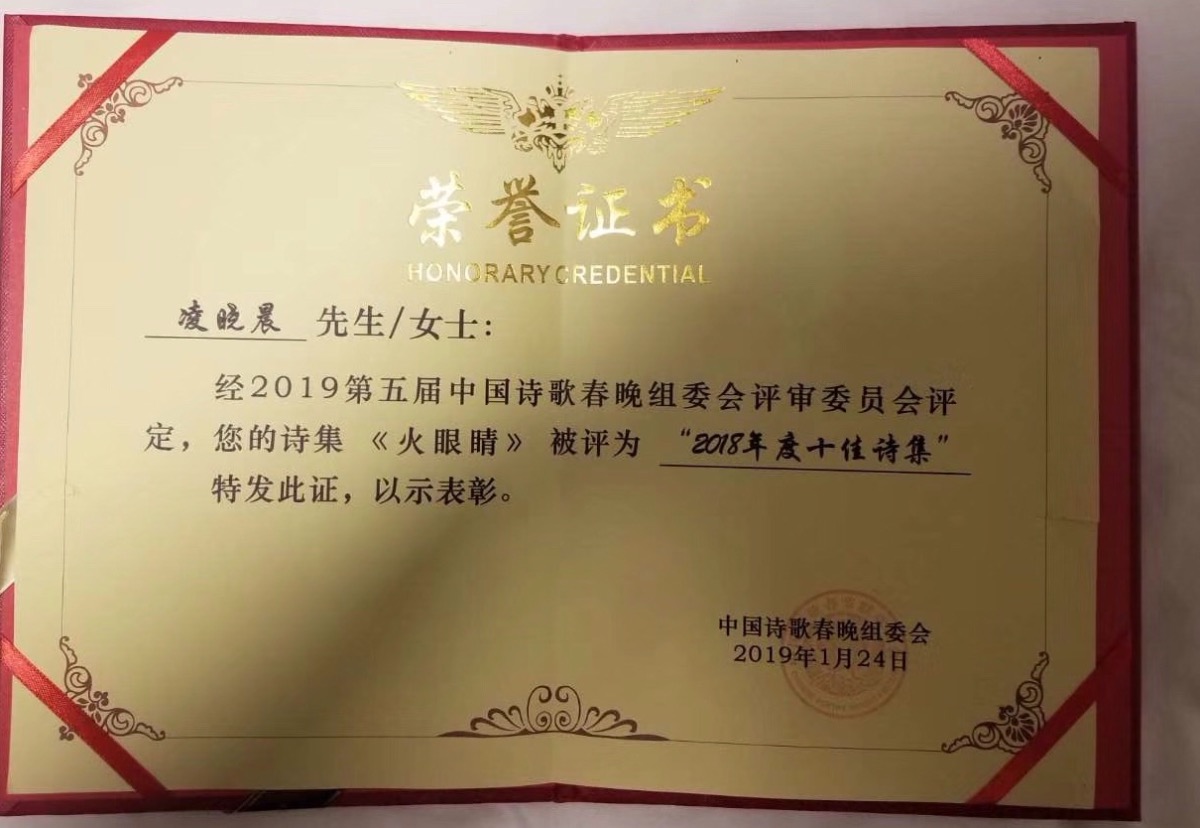 荣誉证书
HONORARY CREDENTIAL
凌晓晨 先生/女士：
经2019第五届中国诗歌春晚组委会评审委员会评
定，您的诗集《火眼睛》被评为 “2018年度十佳诗集”
特发此证，以示表彰。
中国诗歌春晚组委会
2019年1月24日